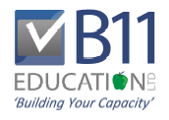 B11
EDUCATION LTD
'Building Your Capacity'